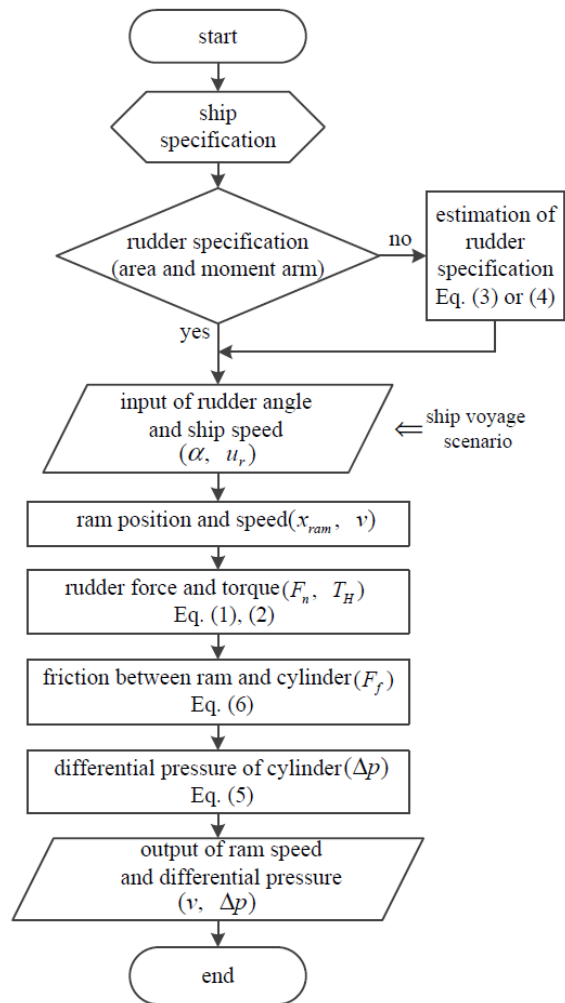 start
ship
specification
rudder specification
(area and moment arm)
no
estimation of
rudder
specification
Eq. (3) or (4)
yes
input of rudder angle
and ship speed
(α, u_r)
⇐ ship voyage
scenario
ram position and speed(x_ram, v)
rudder force and torque(F_n, T_H)
Eq. (1), (2)
friction between ram and cylinder(F_f)
Eq. (6)
differential pressure of cylinder(Δp)
Eq. (5)
output of ram speed
and differential pressure
(v, Δp)
end